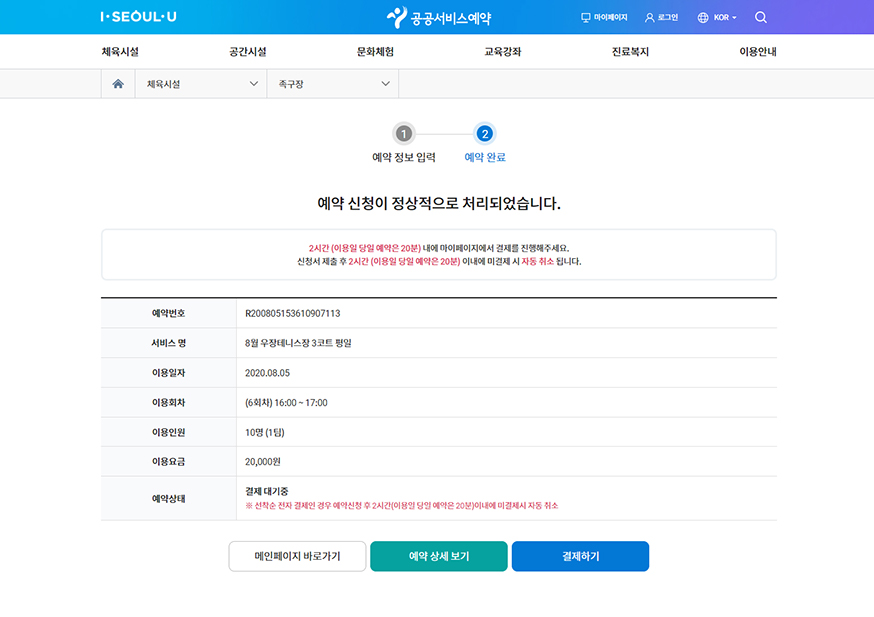 I·SEOUL·U
공공서비스예약
마이페이지 로그인 KOR
체육시설 공간시설 문화체험 교육강좌 진료복지 이용안내
체육시설 족구장
1 2
예약 정보 입력 예약 완료
예약 신청이 정상적으로 처리되었습니다.
2시간 (이용일 당일 예약은 20분) 내에 마이페이지에서 결제를 진행해주세요.
신청서 제출 후 2시간 (이용일 당일 예약은 20분) 이내에 미결제 시 자동 취소 됩니다.
예약번호 R200805153610907113
서비스 명 8월 우장테니스장 3코트 평일
이용일자 2020.08.05
이용회차 (6회차) 16:00 ~ 17:00
이용인원 10명 (1팀)
이용요금 20,000원
예약상태 결제 대기중
※ 선착순 전자 결제인 경우 예약신청 후 2시간(이용일 당일 예약은 20분)이내에 미결제시 자동 취소
메인페이지 바로가기 예약 상세 보기 결제하기